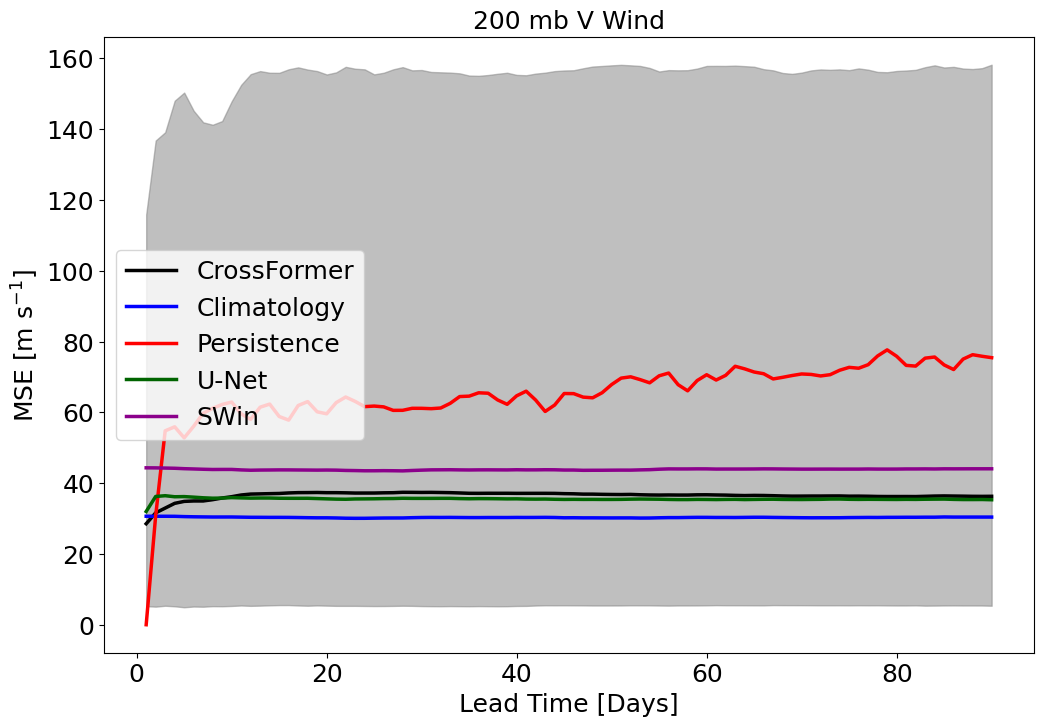 200 mb V Wind
MSE [m s⁻¹]
160
140
120
100
80
60
40
20
0
CrossFormer
Climatology
Persistence
U-Net
SWin
0 20 40 60 80
Lead Time [Days]